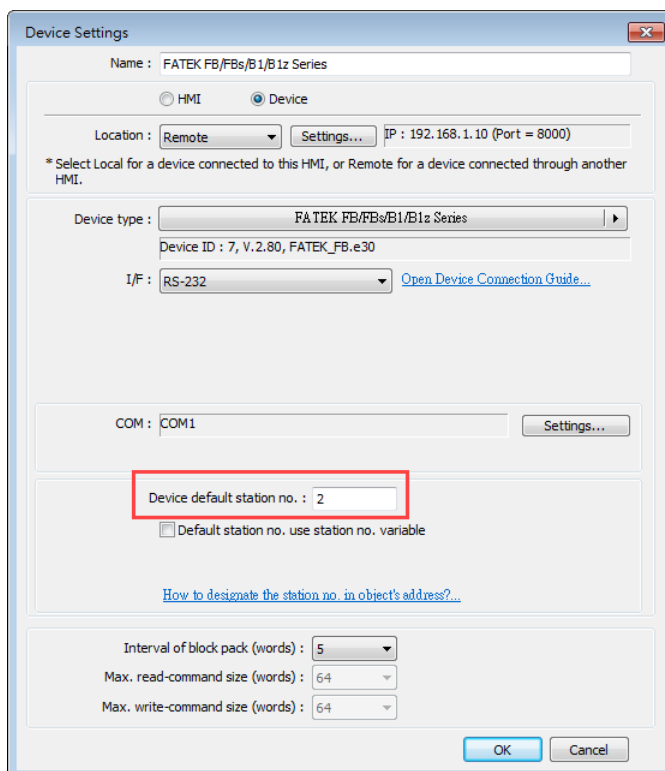 Device Settings
Name : FATEK FB/FBs/B1/B1z Series
HMI Device
Location : Remote Settings... IP : 192.168.1.10 (Port = 8000)
* Select Local for a device connected to this HMI, or Remote for a device connected through another
HMI.
Device type : FATEK FB/FBs/B1/B1z Series
Device ID : 7, V.2.80, FATEK_FB.e30
I/F : RS-232 Open Device Connection Guide...
COM : COM1 Settings...
Device default station no. : 2
Default station no. use station no. variable
How to designate the station no. in object's address?...
Interval of block pack (words) : 5
Max. read-command size (words) : 64
Max. write-command size (words) : 64
OK Cancel